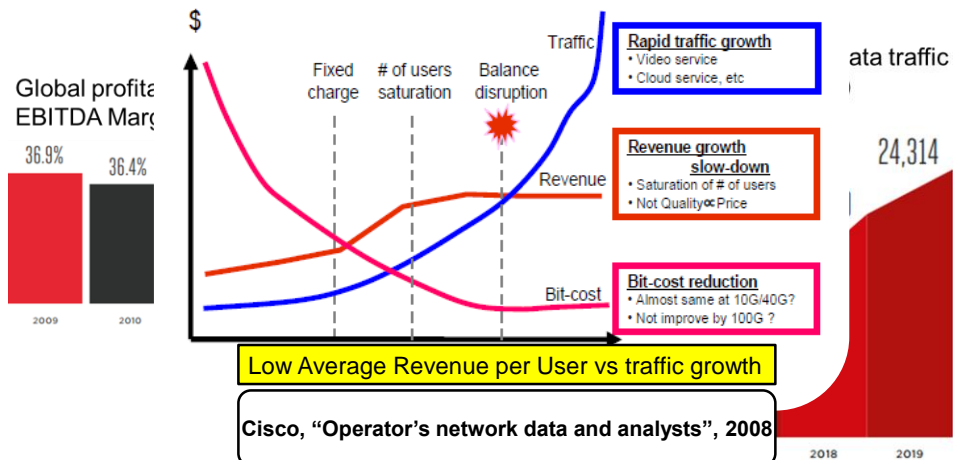 $
Traffic
Fixed
charge
# of users
saturation
Balance
disruption
Revenue
Bit-cost
Rapid traffic growth
• Video service
• Cloud service, etc
Revenue growth
slow-down
• Saturation of # of users
• Not Quality∝Price
Bit-cost reduction
• Almost same at 10G/40G?
• Not improve by 100G ?
Low Average Revenue per User vs traffic growth
Cisco, “Operator’s network data and analysts”, 2008
Global profita
EBITDA Marg
36.9%
36.4%
2009
2010
ata traffic
24,314
2018
2019